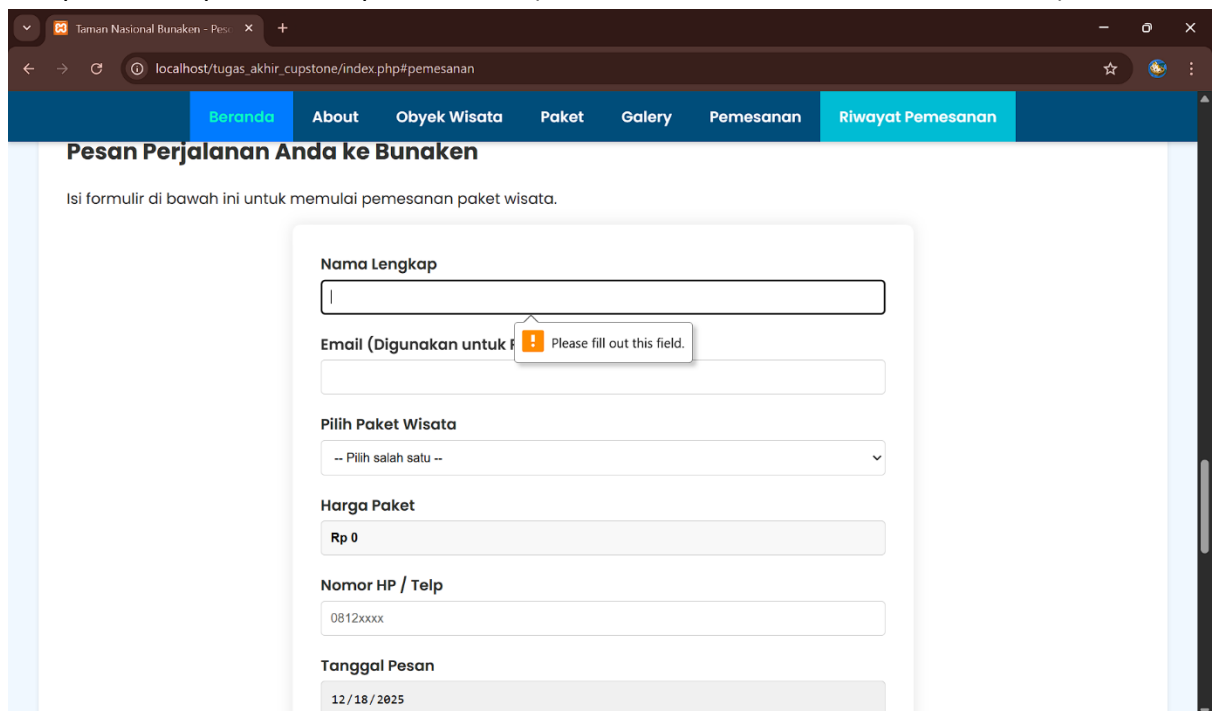 Taman Nasional Bunaken - Peso
localhost/tugas_akhir_cupstone/index.php#pemesanan
Beranda About Obyek Wisata Paket Galery Pemesanan Riwayat Pemesanan
Pesan Perjalanan Anda ke Bunaken
Isi formulir di bawah ini untuk memulai pemesanan paket wisata.
Nama Lengkap
Please fill out this field.
Email (Digunakan untuk
Pilih Paket Wisata
-- Pilih salah satu --
Harga Paket
Rp 0
Nomor HP / Telp
0812xxxx
Tanggal Pesan
12/18/2025